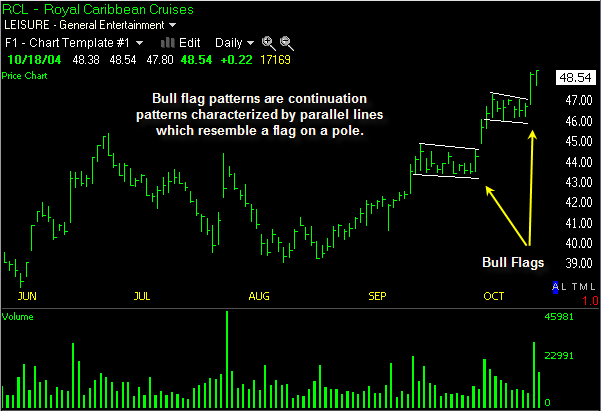 RCL - Royal Caribbean Cruises
LEISURE - General Entertainment
F1 - Chart Template #1 Edit Daily
10/18/04 48.38 48.54 47.80 48.54 +0.22 17169
Price Chart
Bull flag patterns are continuation
patterns characterized by parallel lines
which resemble a flag on a pole.
48.54
47.00
46.00
45.00
44.00
43.00
42.00
41.00
40.00
39.00
Bull Flags
A L T M L
JUN JUL AUG SEP OCT
1.0
Volume
45981
22991